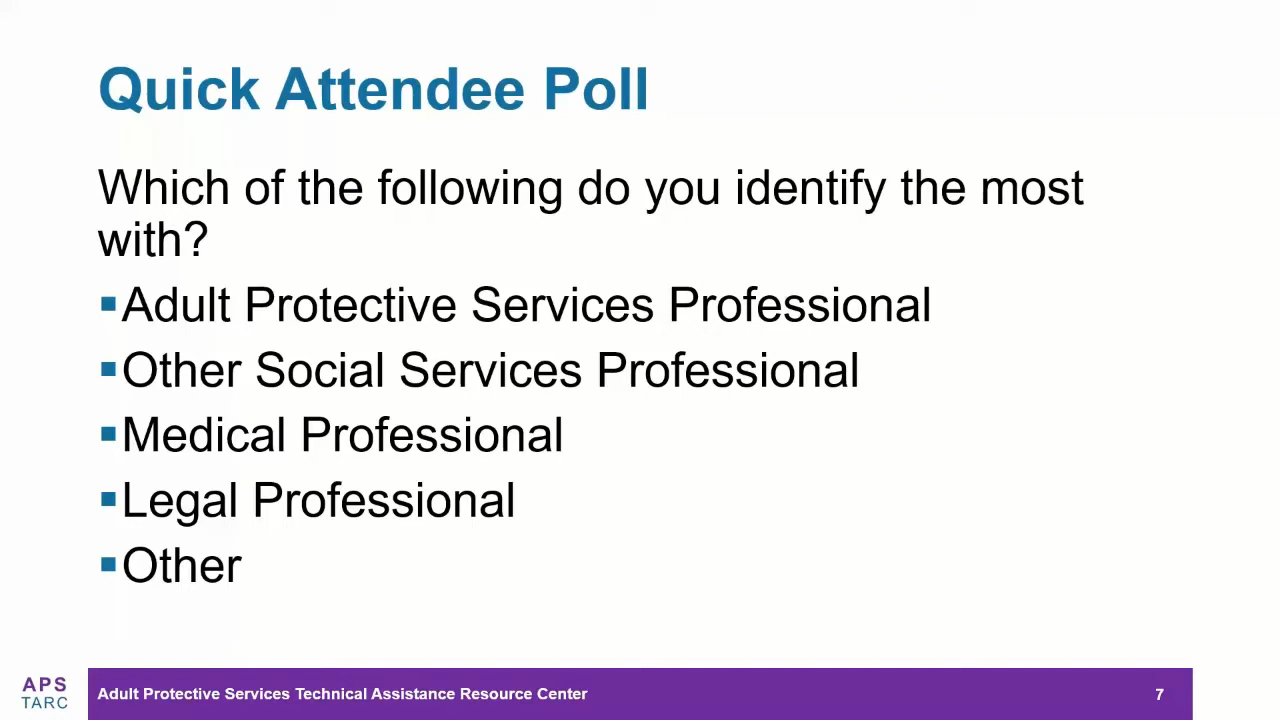 Quick Attendee Poll
Which of the following do you identify the most
with?
▪Adult Protective Services Professional
▪Other Social Services Professional
▪Medical Professional
▪Legal Professional
▪Other
APS
TARC
Adult Protective Services Technical Assistance Resource Center
7